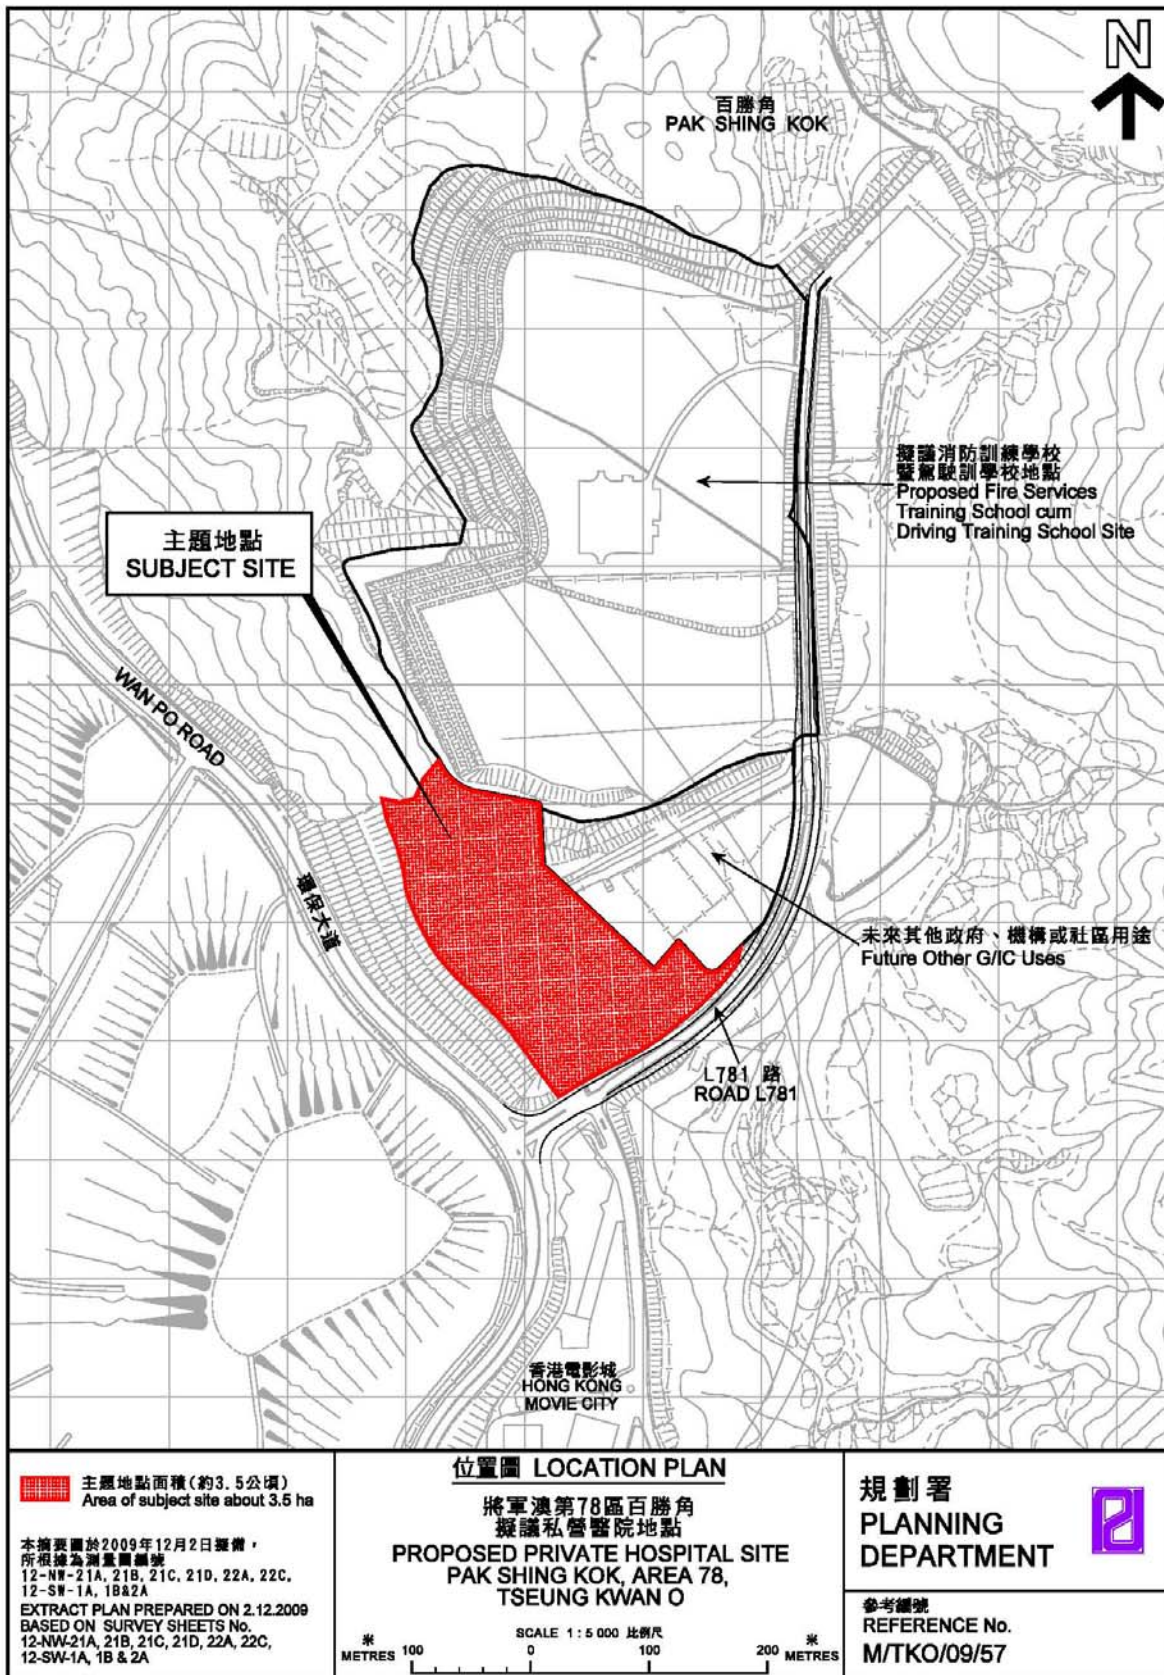 N
百勝角
PAK SHING KOK
擬議消防訓練學校
暨駕駛訓學校地點
Proposed Fire Services
Training School cum
Driving Training School Site
主題地點
SUBJECT SITE
WAN PO ROAD
環保大道
未來其他政府、機構或社區用途
Future Other G/IC Uses
L781 路
ROAD L781
香港電影城
HONG KONG
MOVIE CITY
主題地點面積(約3.5公頃)
Area of subject site about 3.5 ha
本摘要圖於2009年12月2日擬備，
所根據為測量圖編號
12-NW-21A, 21B, 21C, 21D, 22A, 22C,
12-SW-1A, 1B&2A
EXTRACT PLAN PREPARED ON 2.12.2009
BASED ON SURVEY SHEETS No.
12-NW-21A, 21B, 21C, 21D, 22A, 22C,
12-SW-1A, 1B & 2A
位置圖 LOCATION PLAN
將軍澳第78區百勝角
擬議私營醫院地點
PROPOSED PRIVATE HOSPITAL SITE
PAK SHING KOK, AREA 78,
TSEUNG KWAN O
SCALE 1 : 5 000 比例尺
米 METRES 100 0 100 200 米 METRES
規劃署
PLANNING
DEPARTMENT
參考編號
REFERENCE No.
M/TKO/09/57